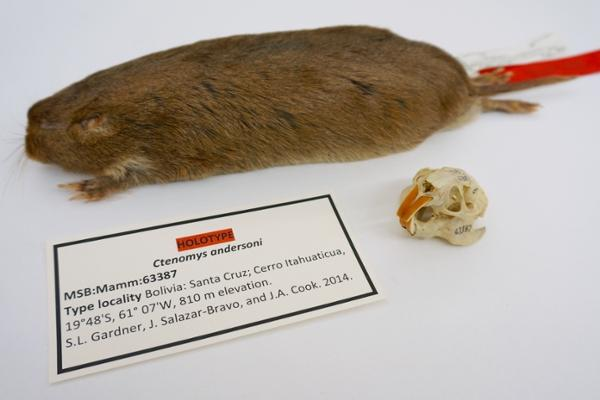 HOLOTYPE
Ctenomys andersoni
MSB:Mamm:63387
Type locality Bolivia: Santa Cruz; Cerro Itahuaticua,
19°48'S, 61° 07'W, 810 m elevation.
S.L. Gardner, J. Salazar-Bravo, and J.A. Cook. 2014.
63387